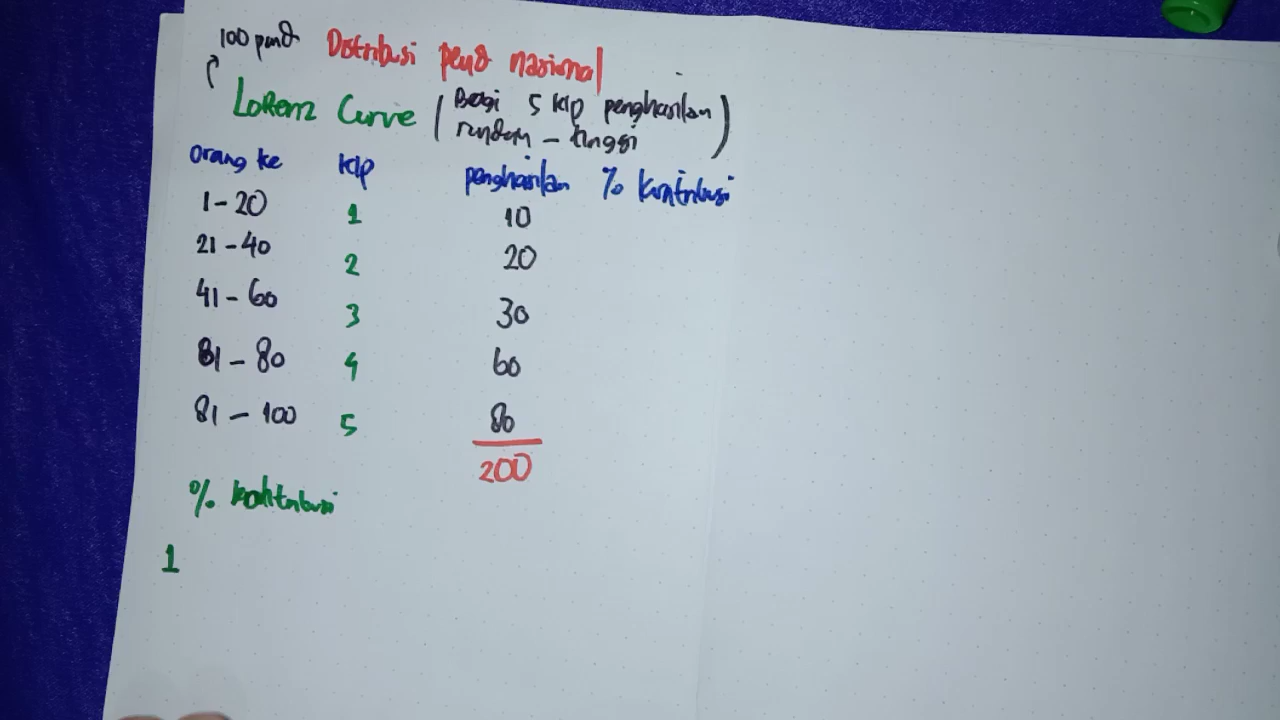 100 pend Distribusi pend nasional
Lorenz Curve (Bagi 5 klp penghasilan
rendem - tinggi)
Orang ke klp penghasilan % kontribusi
1-20 1 10
21-40 2 20
41-60 3 30
81-80 4 60
81-100 5 80
200
% kontribusi
1